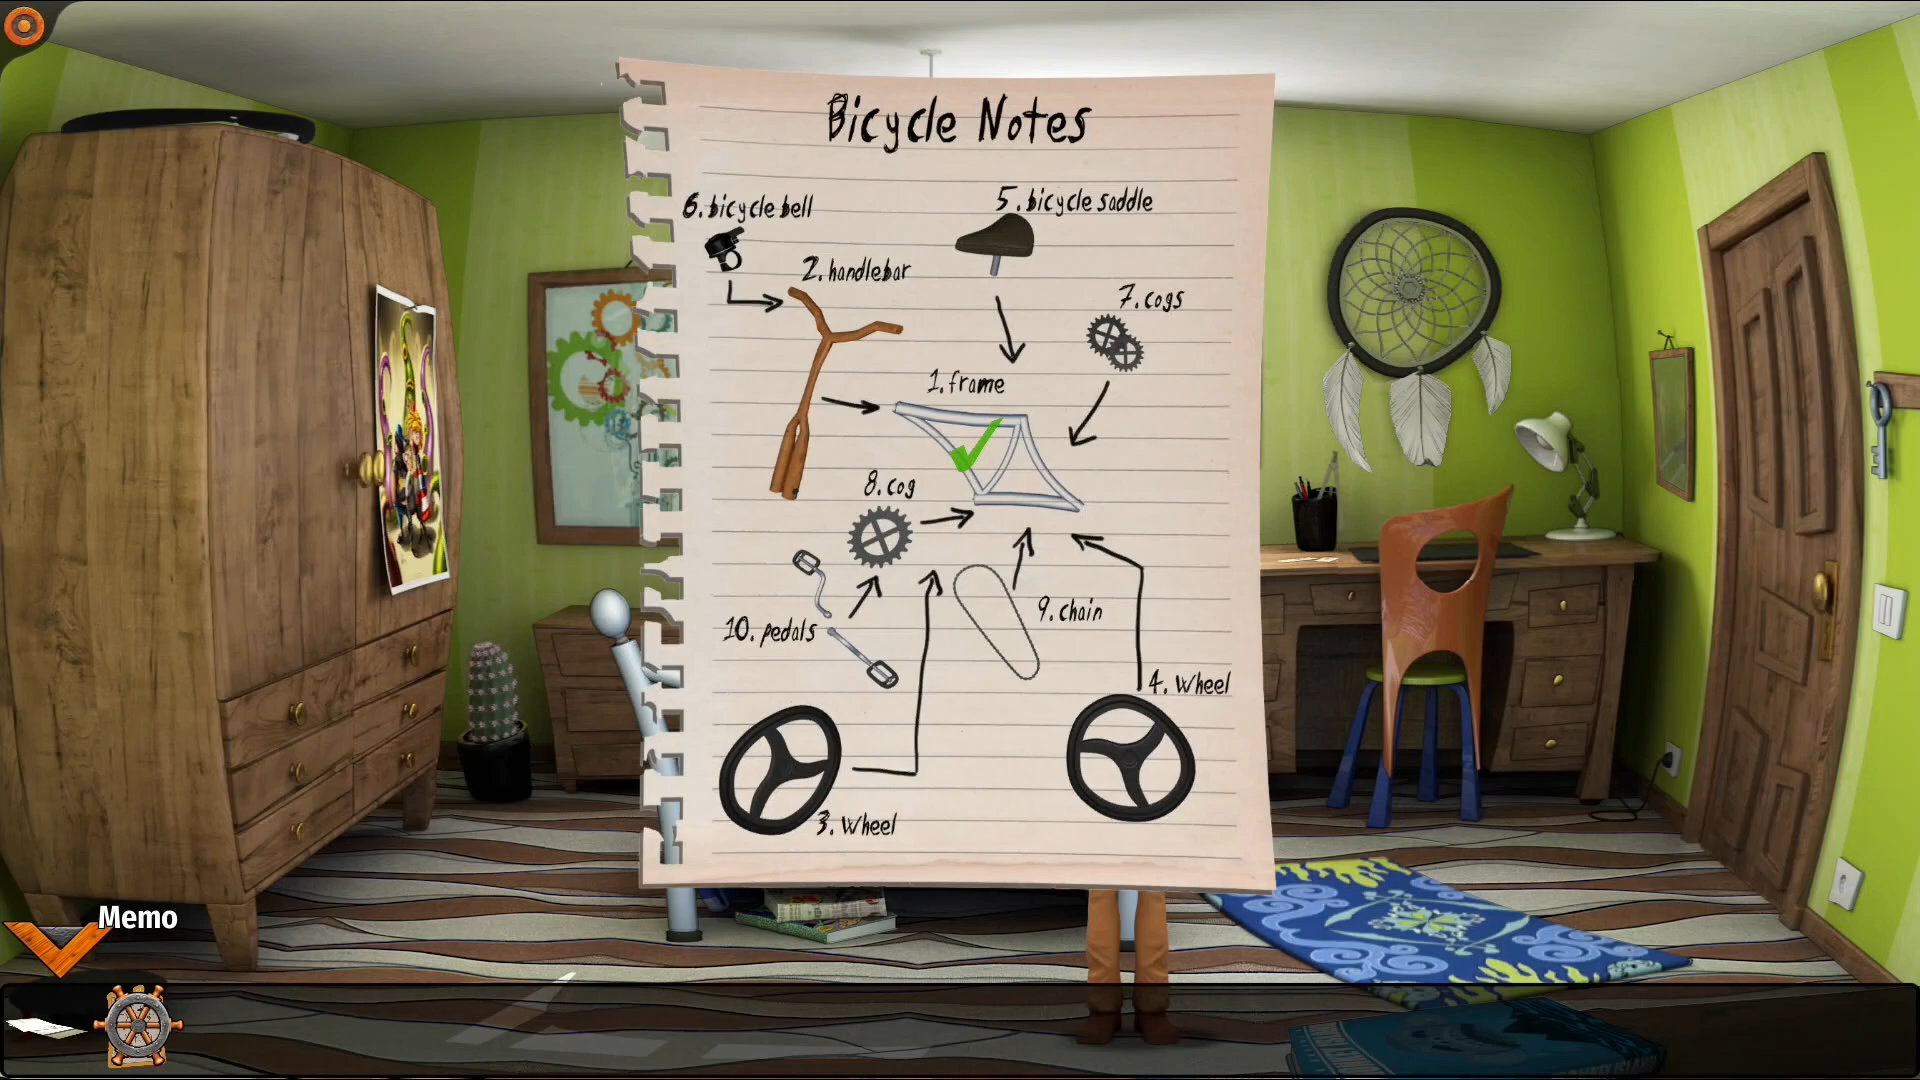 Bicycle Notes
6. bicycle bell
5. bicycle saddle
2. handlebar
7. cogs
1. frame
8. cog
9. chain
10. pedals
4. Wheel
3. Wheel
Memo